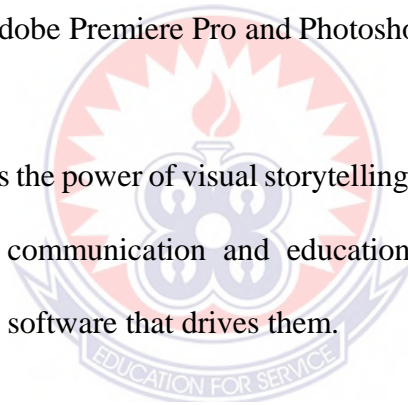 dobe Premiere Pro and Photosho
s the power of visual storytelling
communication and education
software that drives them.
EDUCATION FOR SERVICE